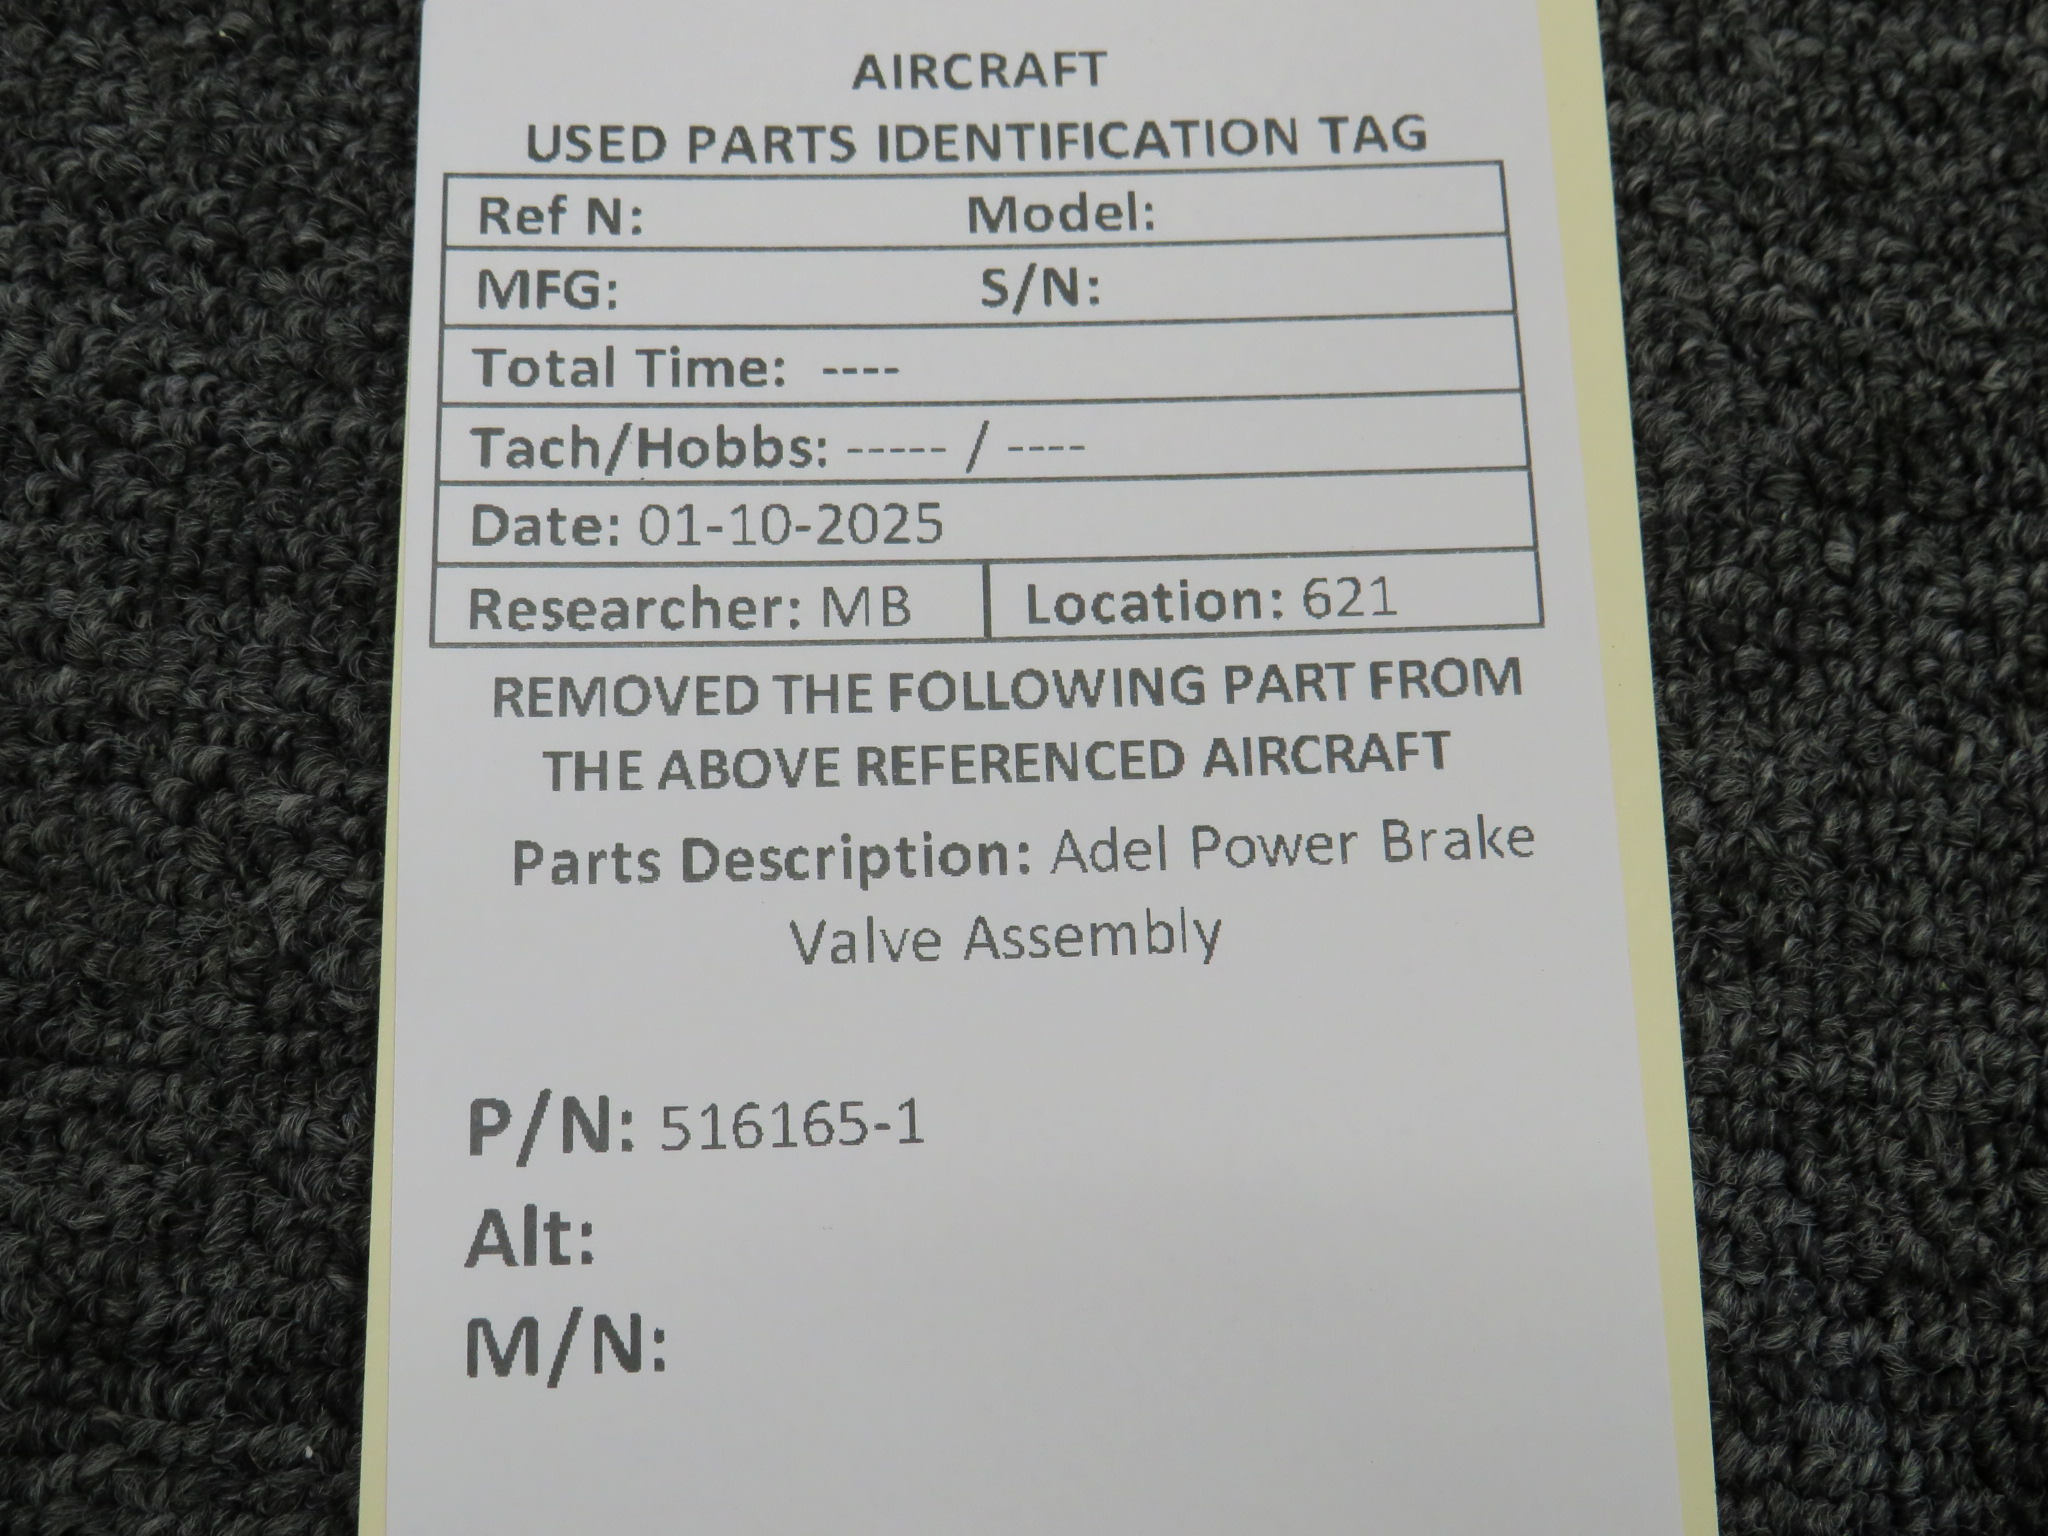 AIRCRAFT
USED PARTS IDENTIFICATION TAG
Ref N: Model:
MFG: S/N:
Total Time: ----
Tach/Hobbs: ----- / ----
Date: 01-10-2025
Researcher: MB Location: 621
REMOVED THE FOLLOWING PART FROM
THE ABOVE REFERENCED AIRCRAFT
Parts Description: Adel Power Brake
Valve Assembly
P/N: 516165-1
Alt:
M/N: